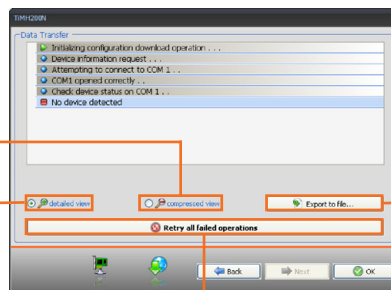 TiMH200N
Data Transfer
Initializing configuration download operation . . .
Device information request . . .
Attempting to connect to COM 1 . . .
COM1 opened correctly . .
Check device status on COM 1 . . .
No device detected
detailed view
compressed view
Export to file...
Retry all failed operations
Back
Next
OK